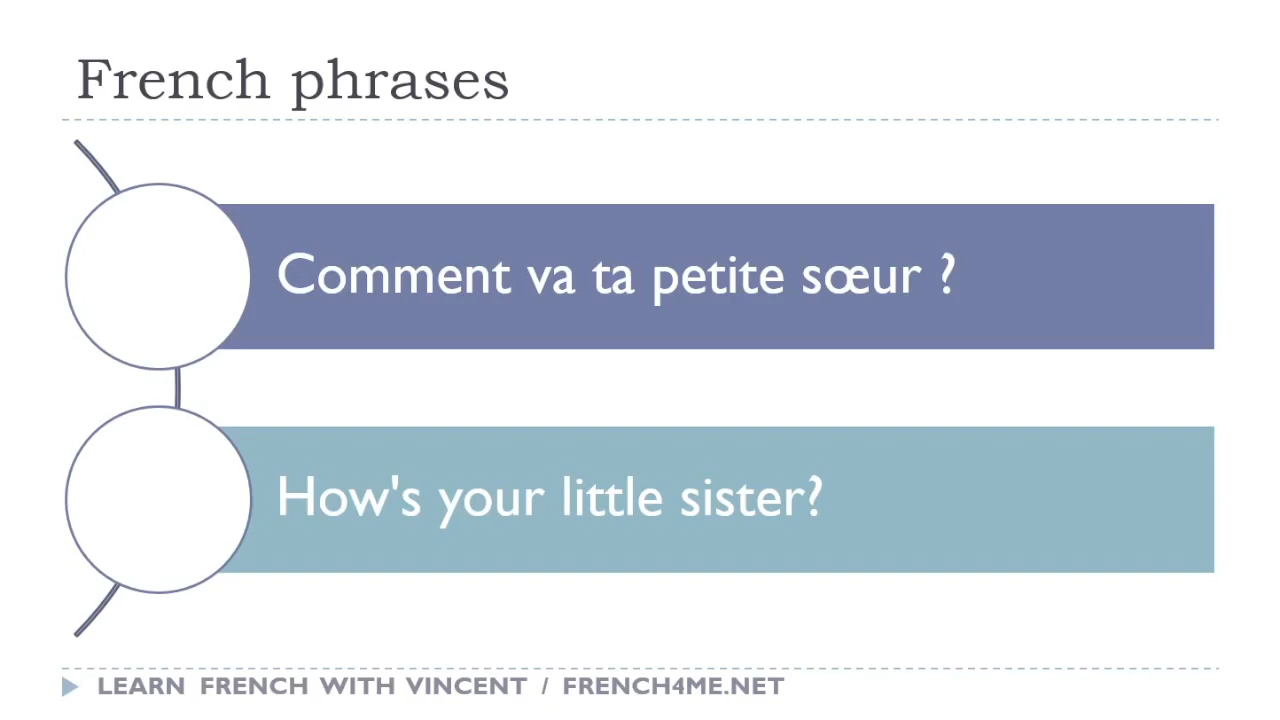 French phrases
Comment va ta petite sœur ?
How's your little sister?
LEARN FRENCH WITH VINCENT / FRENCH4ME.NET